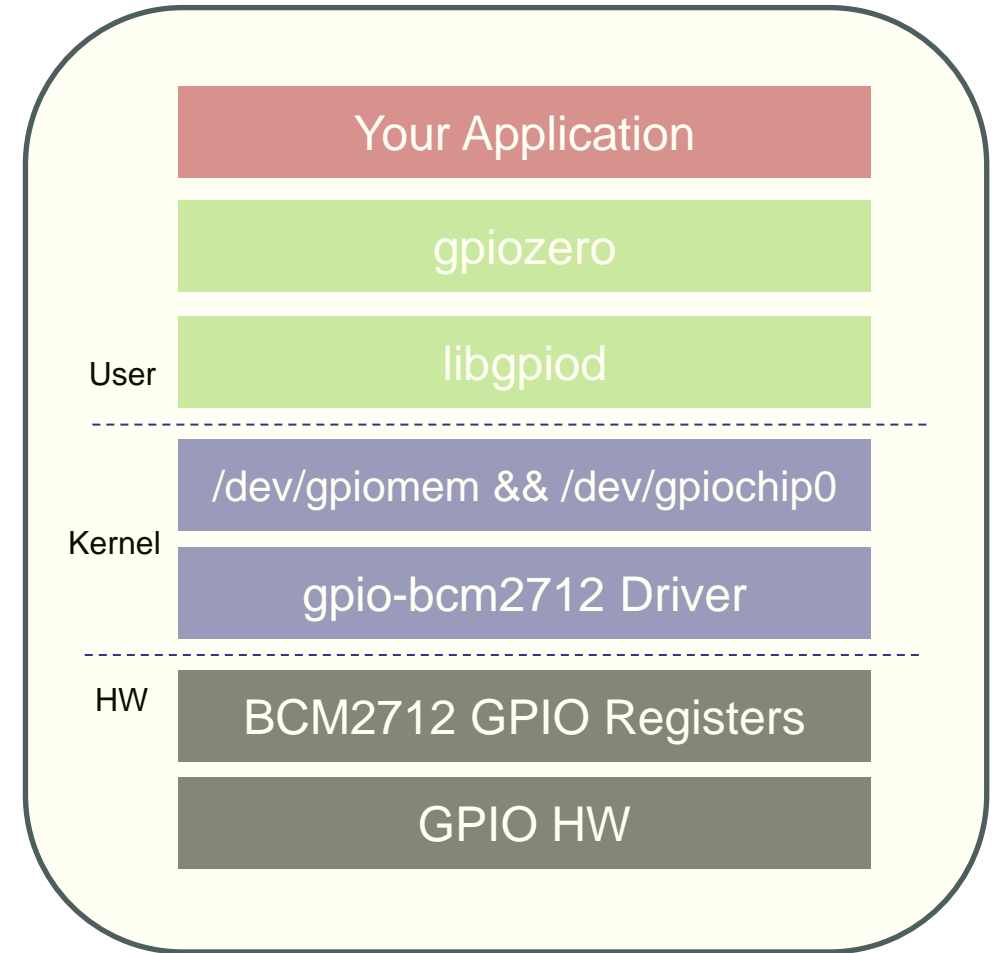 Your Application
gpiozero
libgpiod
User
/dev/gpiomem && /dev/gpiochip0
Kernel
gpio-bcm2712 Driver
HW
BCM2712 GPIO Registers
GPIO HW